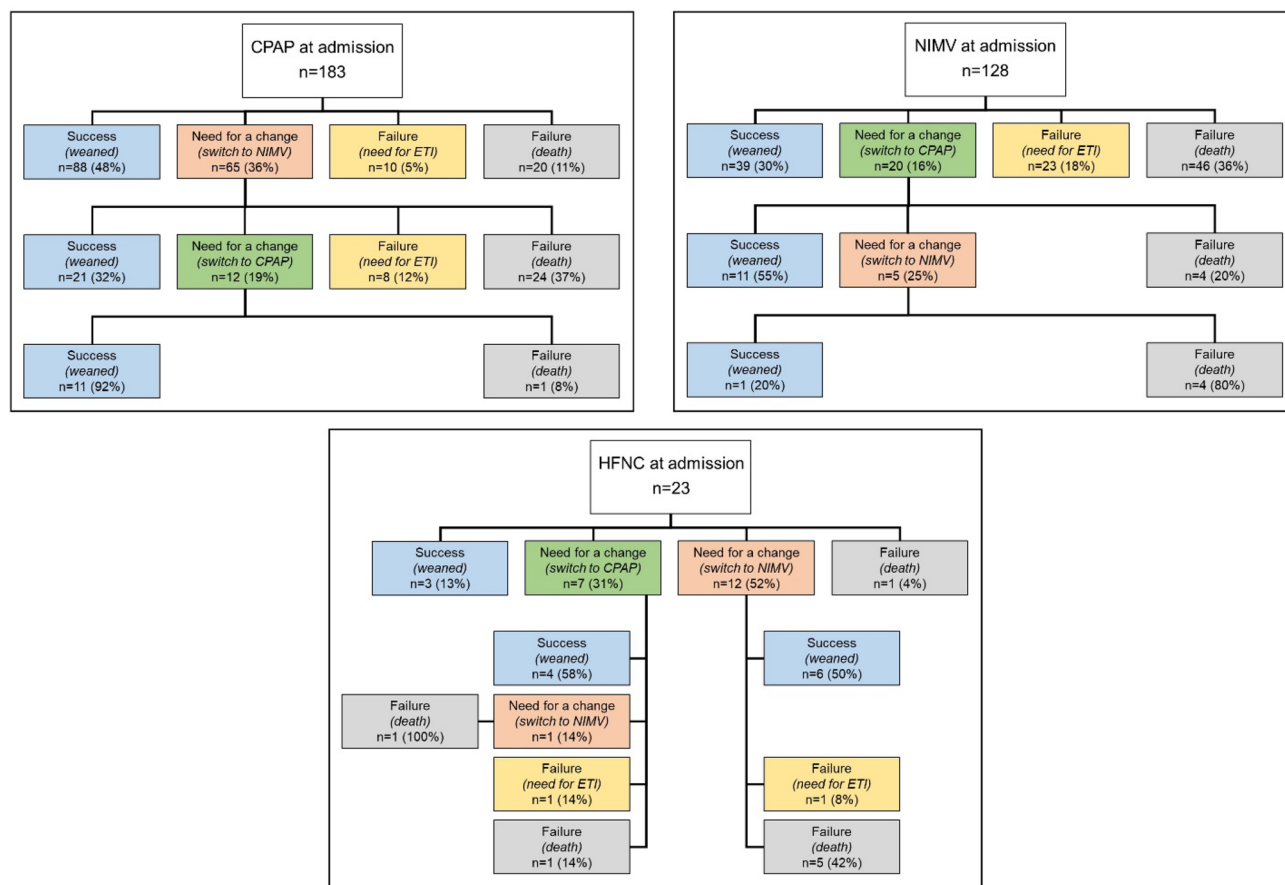 CPAP at admission
n=183
Success
(weaned)
n=88 (48%)
Need for a change
(switch to NIMV)
n=65 (36%)
Failure
(need for ETI)
n=10 (5%)
Failure
(death)
n=20 (11%)
Success
(weaned)
n=21 (32%)
Need for a change
(switch to CPAP)
n=12 (19%)
Failure
(need for ETI)
n=8 (12%)
Failure
(death)
n=24 (37%)
Success
(weaned)
n=11 (92%)
Failure
(death)
n=1 (8%)
NIMV at admission
n=128
Success
(weaned)
n=39 (30%)
Need for a change
(switch to CPAP)
n=20 (16%)
Failure
(need for ETI)
n=23 (18%)
Failure
(death)
n=46 (36%)
Success
(weaned)
n=11 (55%)
Need for a change
(switch to NIMV)
n=5 (25%)
Failure
(death)
n=4 (20%)
Success
(weaned)
n=1 (20%)
Failure
(death)
n=4 (80%)
HFNC at admission
n=23
Success
(weaned)
n=3 (13%)
Need for a change
(switch to CPAP)
n=7 (31%)
Need for a change
(switch to NIMV)
n=12 (52%)
Failure
(death)
n=1 (4%)
Success
(weaned)
n=4 (58%)
Success
(weaned)
n=6 (50%)
Failure
(death)
n=1 (100%)
Need for a change
(switch to NIMV)
n=1 (14%)
Failure
(need for ETI)
n=1 (14%)
Failure
(need for ETI)
n=1 (8%)
Failure
(death)
n=1 (14%)
Failure
(death)
n=5 (42%)